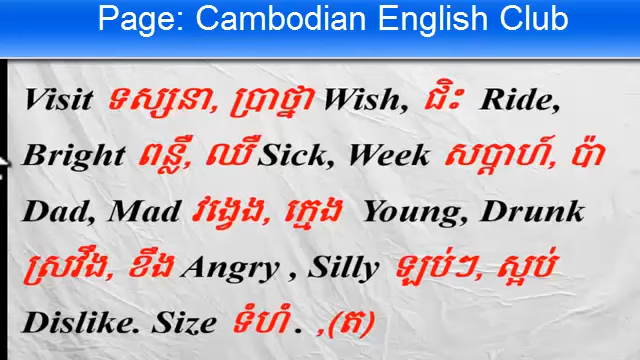 Page: Cambodian English Club
Visit ទស្សនា, ប្រាថ្នា Wish, ជិះ Ride,
Bright ពន្លឺ, ឈឺ Sick, Week សប្តាហ៍, ប៉ា
Dad, Mad វង្វេង, ក្មេង Young, Drunk
ស្រវឹង, ខឹង Angry , Silly ឡប់ៗ, ស្អប់
Dislike. Size ទំហំ . ,(ត)